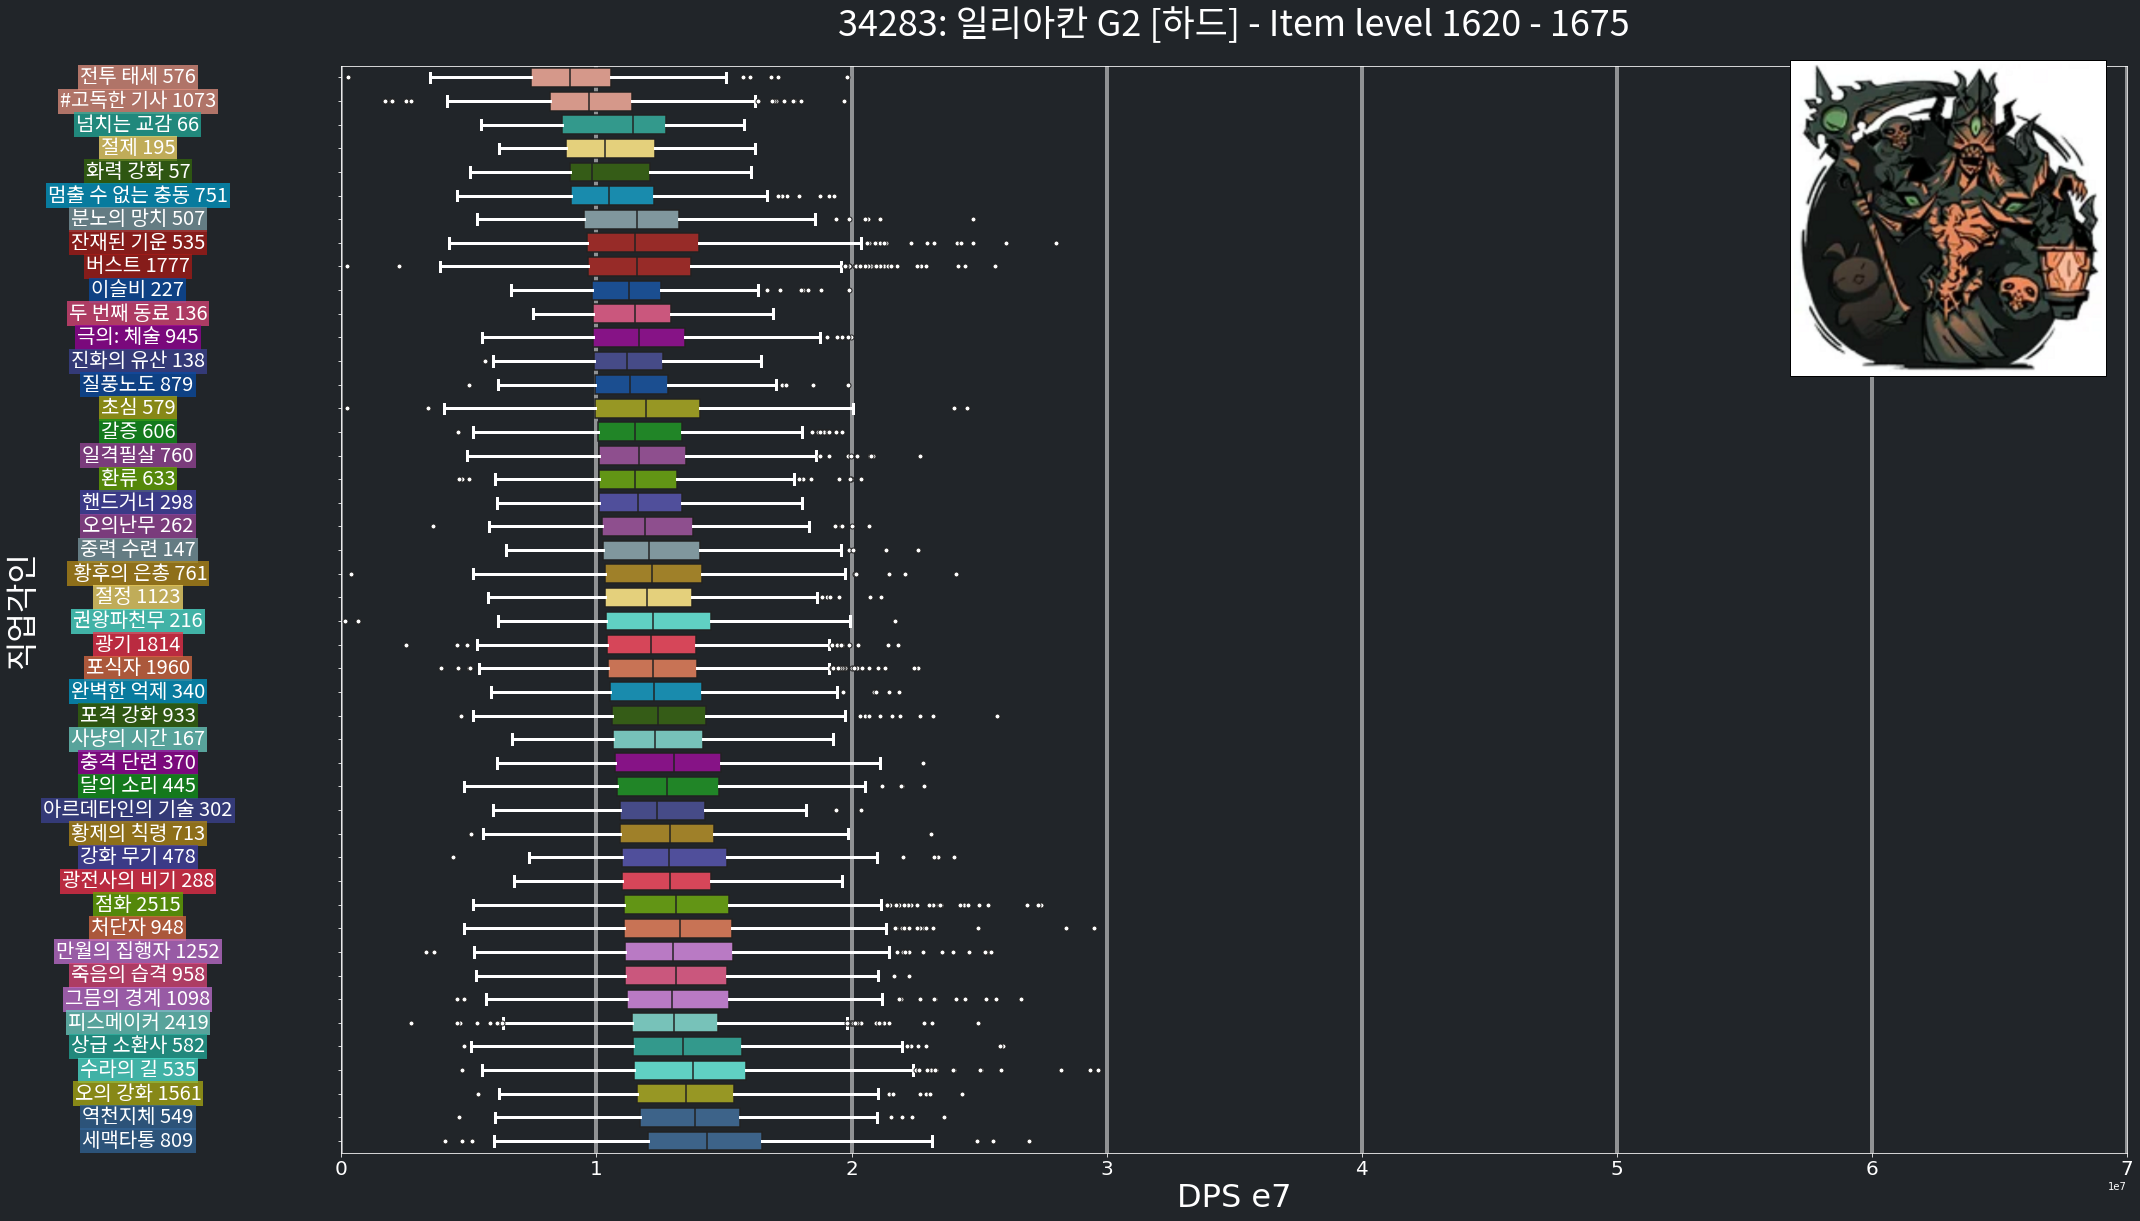 34283: 일리아칸 G2 [하드] - Item level 1620 - 1675
전투 태세 576
#고독한 기사 1073
넘치는 교감 66
절제 195
화력 강화 57
멈출 수 없는 충동 751
분노의 망치 507
잔재된 기운 535
버스트 1777
이슬비 227
두 번째 동료 136
극의: 체술 945
진화의 유산 138
질풍노도 879
초심 579
갈증 606
일격필살 760
환류 633
핸드거너 298
오의난무 262
중력 수련 147
황후의 은총 761
절정 1123
권왕파천무 216
광기 1814
포식자 1960
완벽한 억제 340
포격 강화 933
사냥의 시간 167
충격 단련 370
달의 소리 445
아르데타인의 기술 302
황제의 칙령 713
강화 무기 478
광전사의 비기 288
점화 2515
처단자 948
만월의 집행자 1252
죽음의 습격 958
그믐의 경계 1098
피스메이커 2419
상급 소환사 582
수라의 길 535
오의 강화 1561
역천지체 549
세맥타통 809
직업각인
0 1 2 3 4 5 6 7
1e7
DPS e7